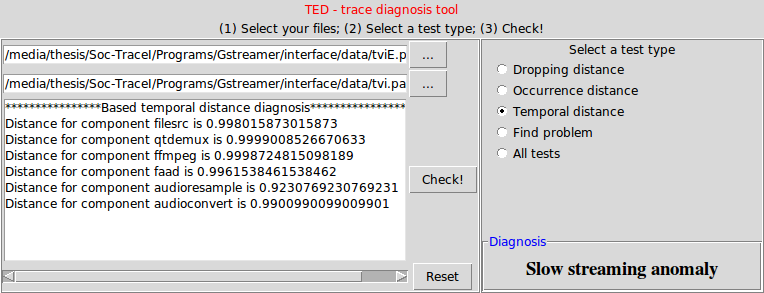 TED - trace diagnosis tool
(1) Select your files; (2) Select a test type; (3) Check!
/media/thesis/Soc-TraceI/Programs/Gstreamer/interface/data/tviE.p
...
/media/thesis/Soc-TraceI/Programs/Gstreamer/interface/data/tvi.pa
...
****************Based temporal distance diagnosis****************
Distance for component filesrc is 0.998015873015873
Distance for component qtdemux is 0.9999008526670633
Distance for component ffmpeg is 0.9998724815098189
Distance for component faad is 0.9961538461538462
Distance for component audioresample is 0.9230769230769231
Distance for component audioconvert is 0.9900990099009901
Check!
Reset
Select a test type
Dropping distance
Occurrence distance
Temporal distance
Find problem
All tests
Diagnosis
Slow streaming anomaly